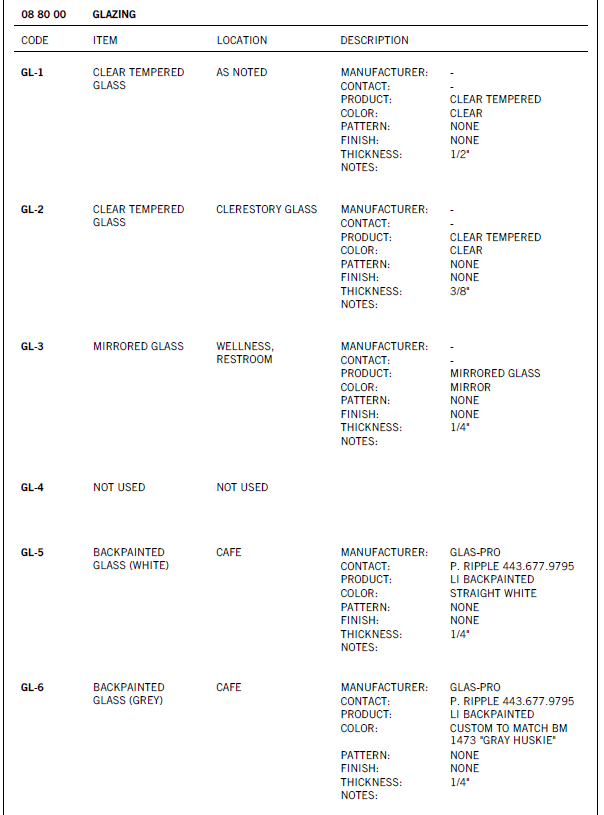 08 80 00 GLAZING
CODE ITEM LOCATION DESCRIPTION
GL-1 CLEAR TEMPERED AS NOTED MANUFACTURER: -
GLASS CONTACT: -
PRODUCT: CLEAR TEMPERED
COLOR: CLEAR
PATTERN: NONE
FINISH: NONE
THICKNESS: 1/2"
NOTES:
GL-2 CLEAR TEMPERED CLERESTORY GLASS MANUFACTURER: -
GLASS CONTACT: -
PRODUCT: CLEAR TEMPERED
COLOR: CLEAR
PATTERN: NONE
FINISH: NONE
THICKNESS: 3/8"
NOTES:
GL-3 MIRRORED GLASS WELLNESS, MANUFACTURER: -
RESTROOM CONTACT: -
PRODUCT: MIRRORED GLASS
COLOR: MIRROR
PATTERN: NONE
FINISH: NONE
THICKNESS: 1/4"
NOTES:
GL-4 NOT USED NOT USED
GL-5 BACKPAINTED CAFE MANUFACTURER: GLAS-PRO
GLASS (WHITE) CONTACT: P. RIPPLE 443.677.9795
PRODUCT: LI BACKPAINTED
COLOR: STRAIGHT WHITE
PATTERN: NONE
FINISH: NONE
THICKNESS: 1/4"
NOTES:
GL-6 BACKPAINTED CAFE MANUFACTURER: GLAS-PRO
GLASS (GREY) CONTACT: P. RIPPLE 443.677.9795
PRODUCT: LI BACKPAINTED
COLOR: CUSTOM TO MATCH BM
1473 "GRAY HUSKIE"
PATTERN: NONE
FINISH: NONE
THICKNESS: 1/4"
NOTES: